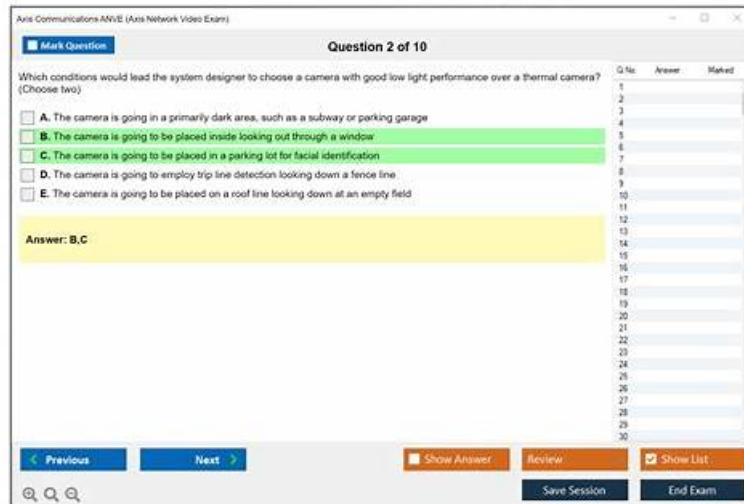 Axis Communications ANVE (Axis Network Video Exam)
Mark Question
Question 2 of 10
Which conditions would lead the system designer to choose a camera with good low light performance over a thermal camera?
(Choose two)
A. The camera is going in a primarily dark area, such as a subway or parking garage
B. The camera is going to be placed inside looking out through a window
C. The camera is going to be placed in a parking lot for facial identification
D. The camera is going to employ trip line detection looking down a fence line
E. The camera is going to be placed on a roof line looking down at an empty field
Answer: B,C
Q.No. Answer Marked
1
2
3
4
5
6
7
8
9
10
11
12
13
14
15
16
17
18
19
20
21
22
23
24
25
26
27
28
29
30
Previous
Next
Show Answer
Review
Show List
Save Session
End Exam